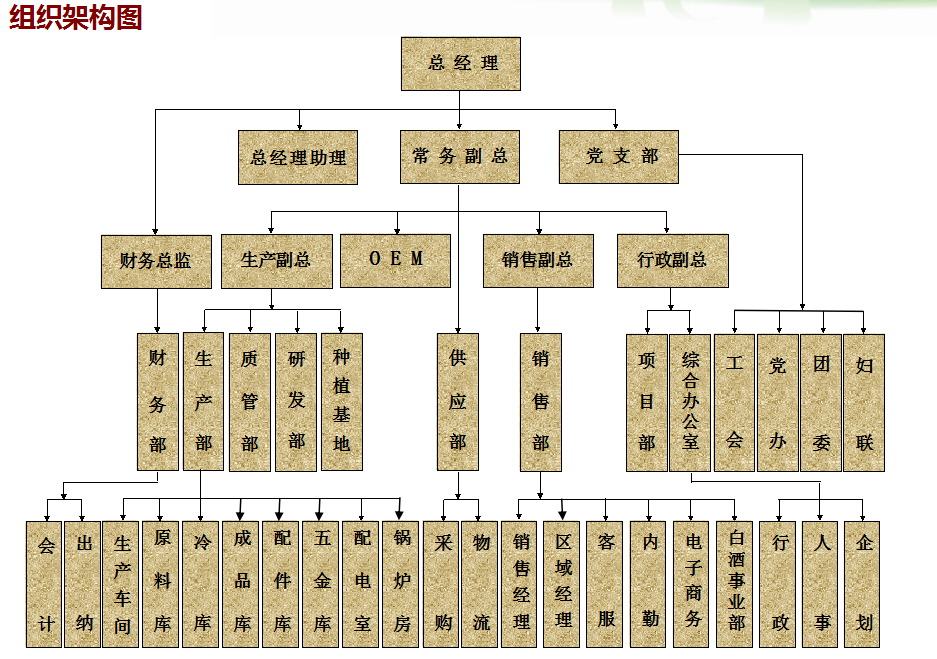 组织架构图
总经理
总经理助理
常务副总
党支部
财务总监
生产副总
OEM
销售副总
行政副总
财务部
生产部
质管部
研发部
种植基地
供应部
销售部
项目部
综合办公室
工会
党办
团委
妇联
会计
出纳
生产车间
原料库
冷库
成品库
配件库
五金库
配电室
锅炉房
采购
物流
销售经理
区域经理
客服
内勤
电子商务
白酒事业部
行政
人事
企划